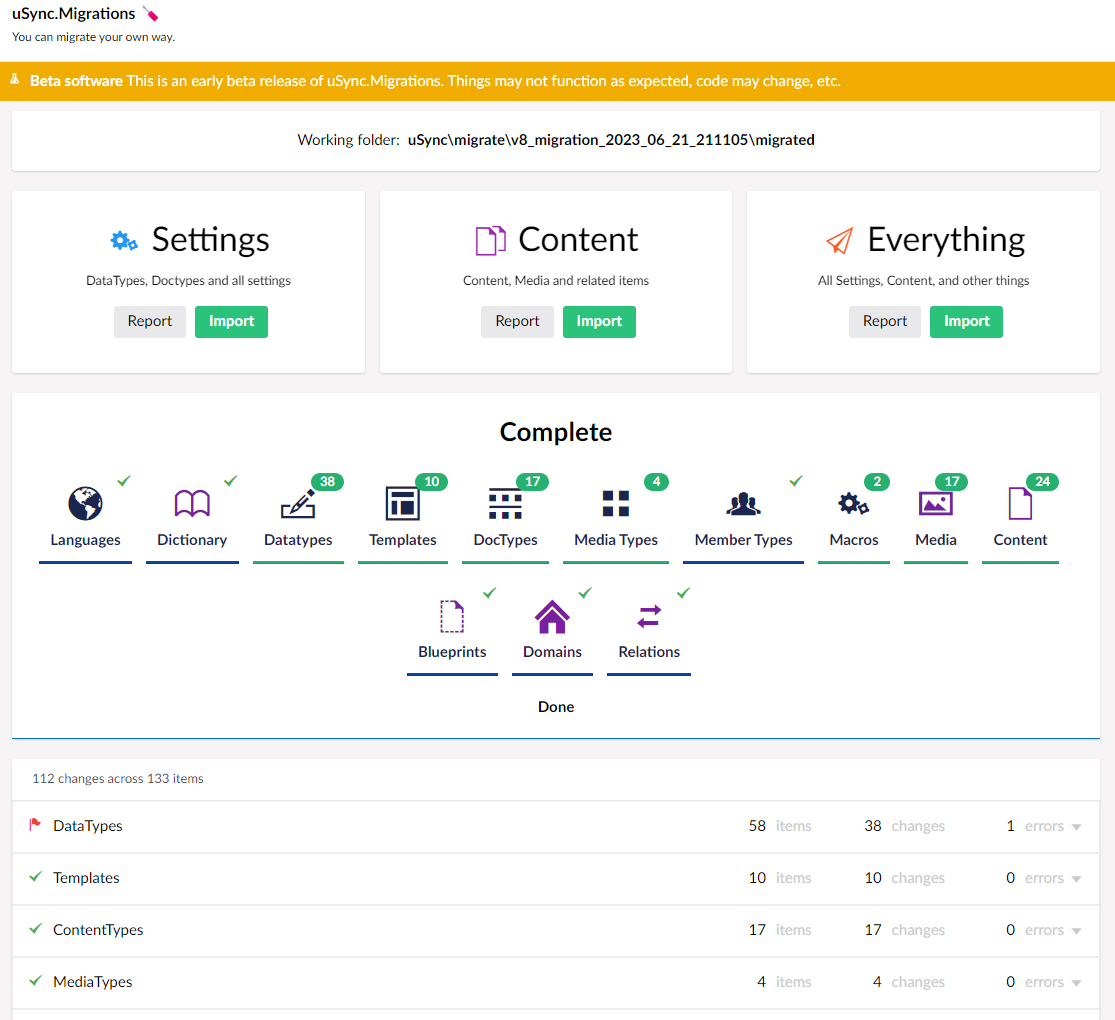 uSync.Migrations
You can migrate your own way.
Beta software This is an early beta release of uSync.Migrations. Things may not function as expected, code may change, etc.
Working folder: uSync\migrate\v8_migration_2023_06_21_211105\migrated
Settings
DataTypes, Doctypes and all settings
Report Import
Content
Content, Media and related items
Report Import
Everything
All Settings, Content, and other things
Report Import
Complete
38 10 17 4 2 17 24
Languages Dictionary Datatypes Templates DocTypes Media Types Member Types Macros Media Content
Blueprints Domains Relations
Done
112 changes across 133 items
DataTypes 58 items 38 changes 1 errors
Templates 10 items 10 changes 0 errors
ContentTypes 17 items 17 changes 0 errors
MediaTypes 4 items 4 changes 0 errors